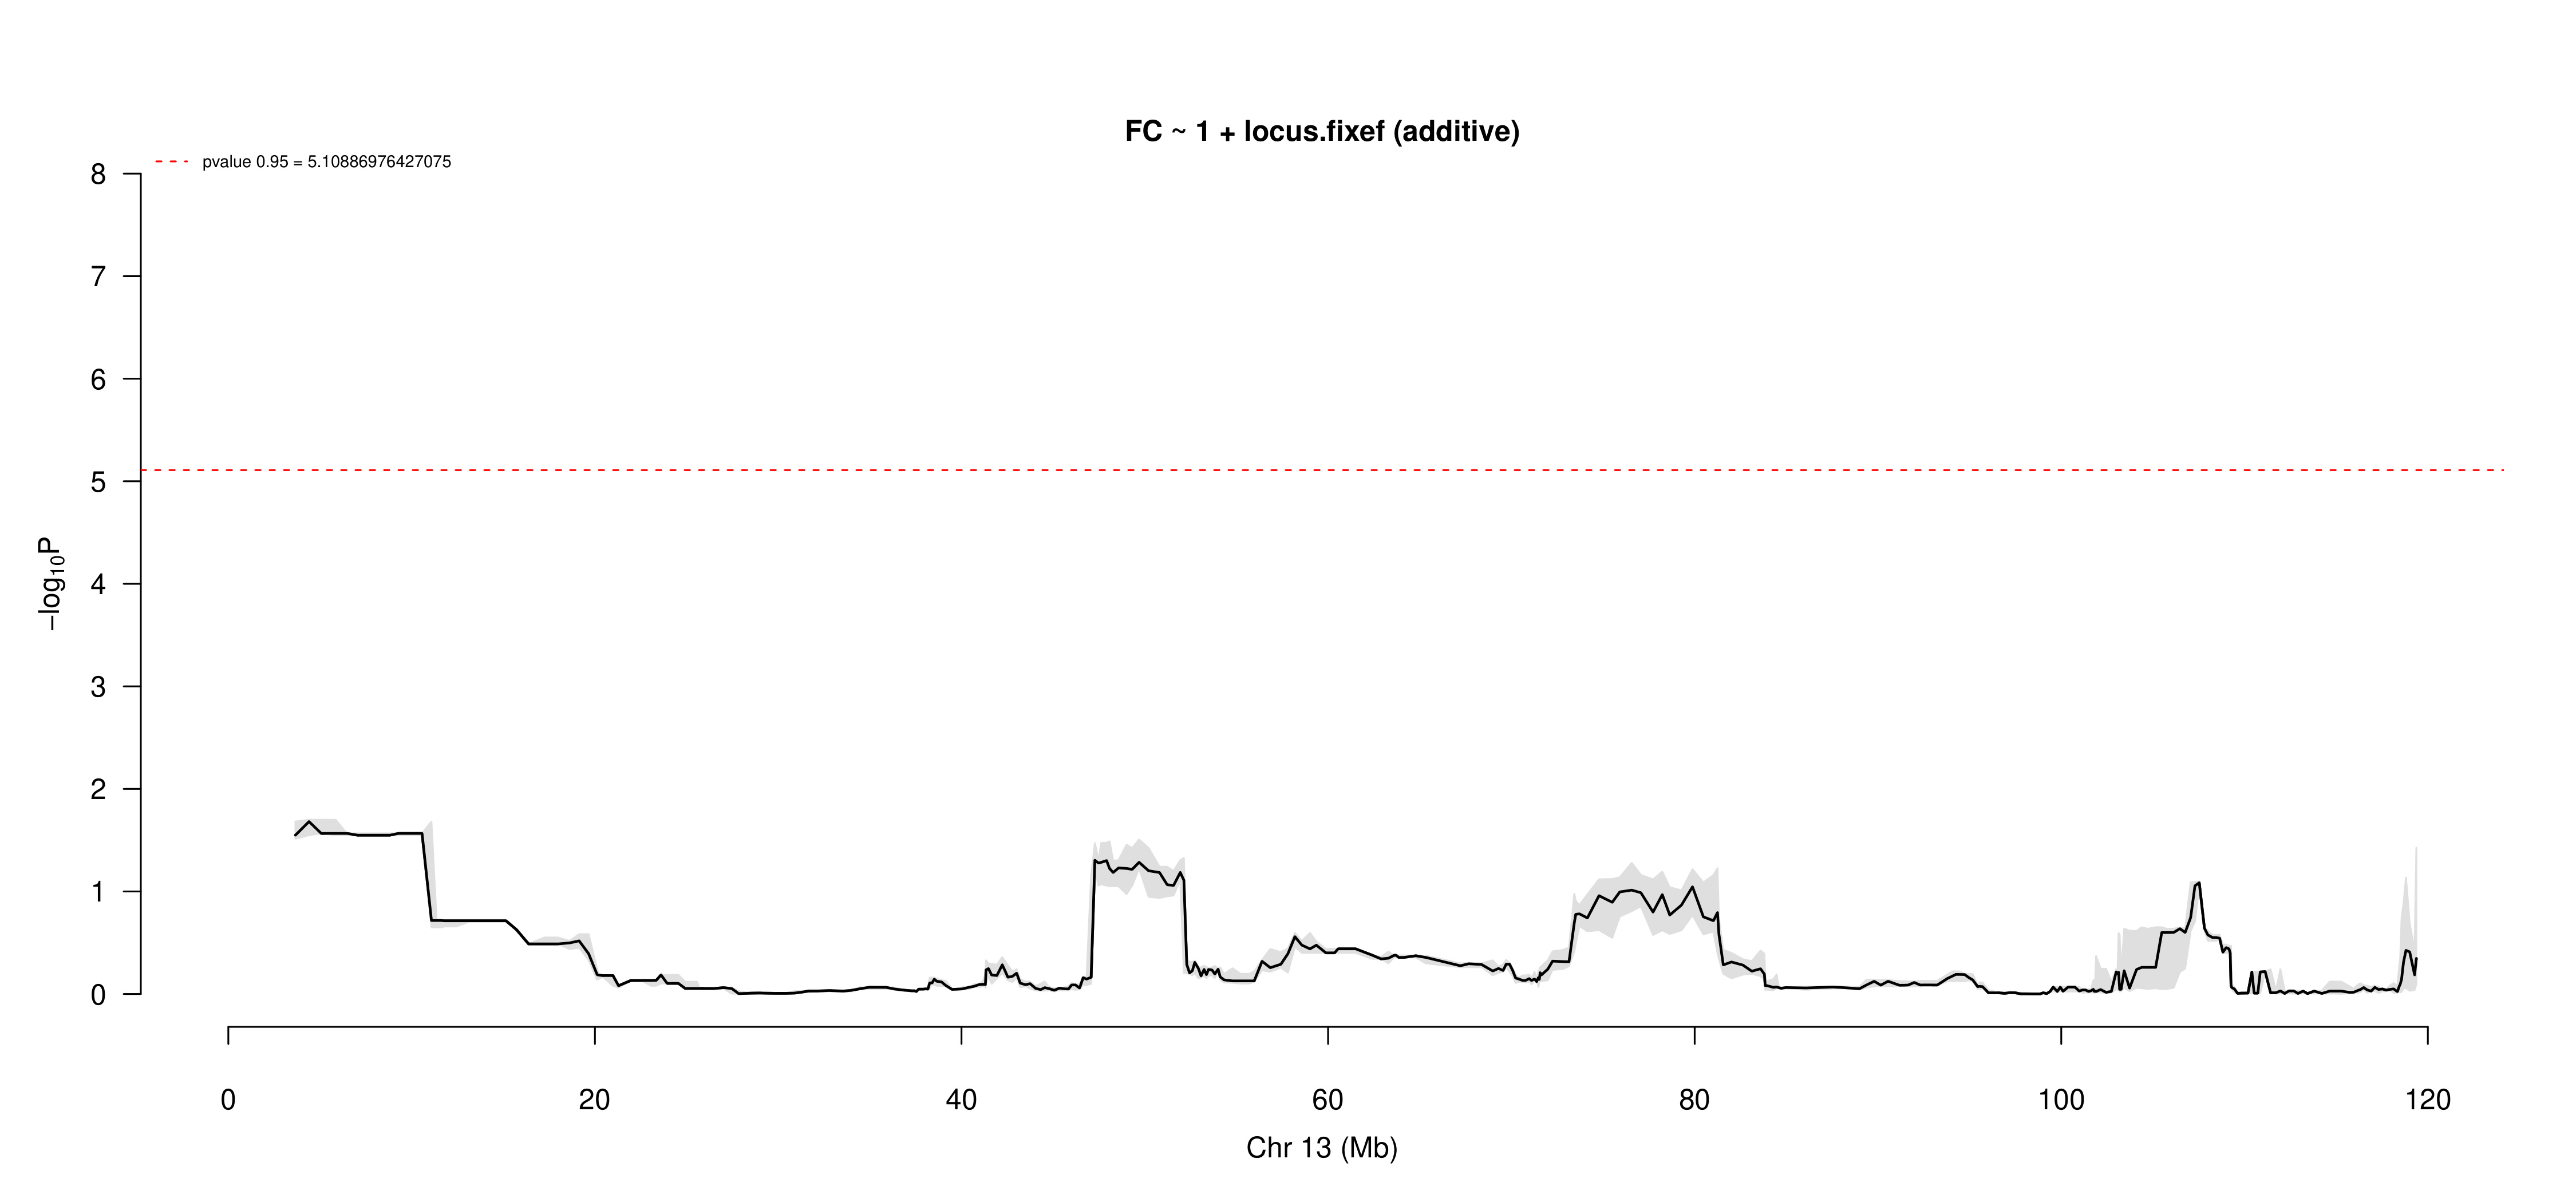 FC ~ 1 + locus.fixef (additive)
pvalue 0.95 = 5.10886976427075
8
7
6
5
4
3
2
1
0
−log10P
0 20 40 60 80 100 120
Chr 13 (Mb)